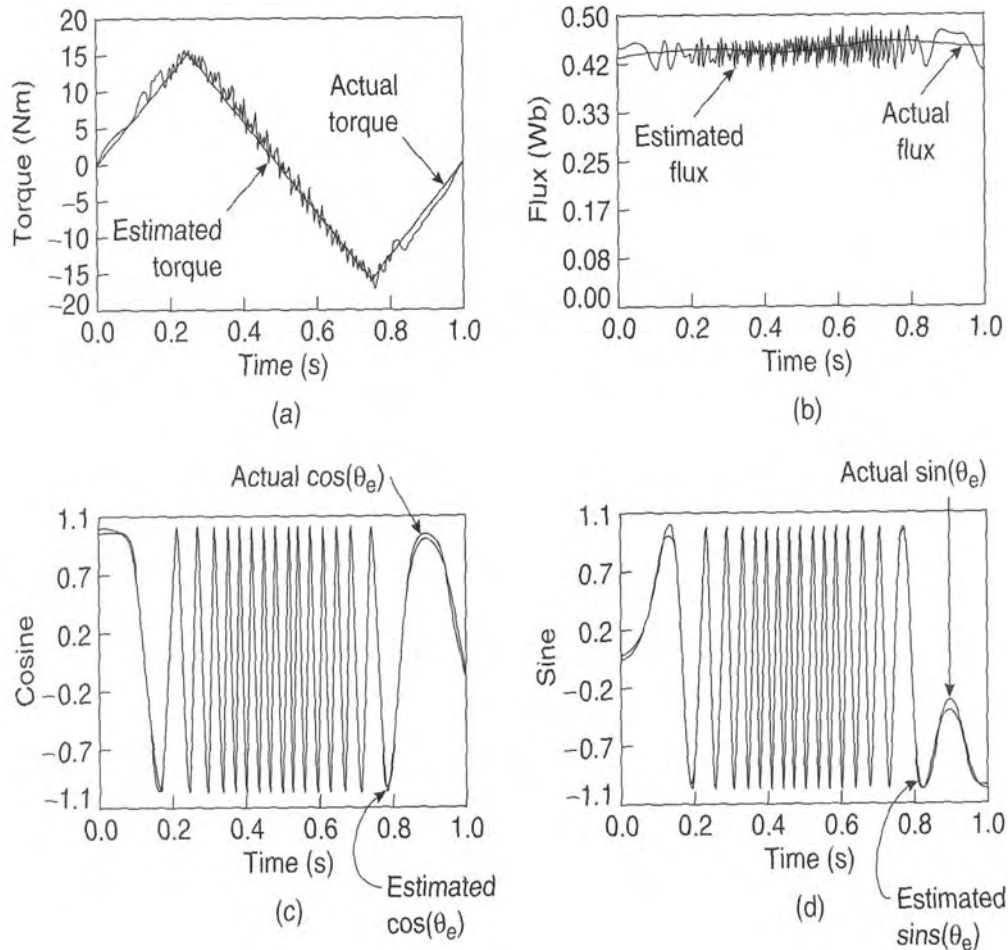 20
15
10
5
0
−5
−10
−15
−20
Torque (Nm)
Actual
torque
Estimated
torque
0.0 0.2 0.4 0.6 0.8 1.0
Time (s)
(a)
0.50
0.42
0.33
0.25
0.17
0.08
0.00
Flux (Wb)
Estimated
flux
Actual
flux
0.0 0.2 0.4 0.6 0.8 1.0
Time (s)
(b)
Actual cos(θe)
1.1
0.7
0.2
−0.2
−0.7
−1.1
Cosine
0.0 0.2 0.4 0.6 0.8 1.0
Time (s)
Estimated
cos(θe)
(c)
Actual sin(θe)
1.1
0.7
0.2
−0.2
−0.7
−1.1
Sine
0.0 0.2 0.4 0.6 0.8 1.0
Time (s)
Estimated
sins(θe)
(d)